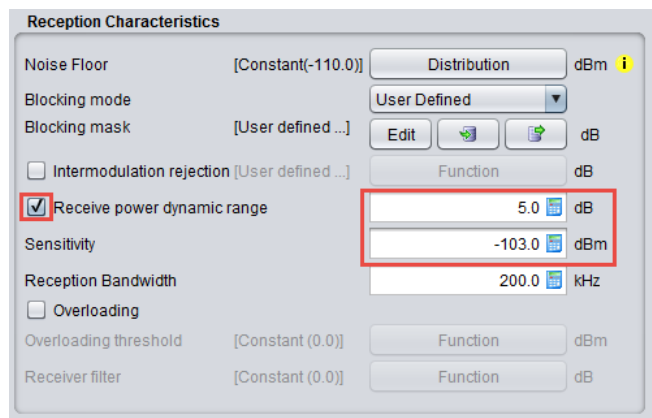 Reception Characteristics
Noise Floor [Constant(-110.0)] Distribution dBm i
Blocking mode User Defined
Blocking mask [User defined ...] Edit dB
Intermodulation rejection [User defined ...] Function dB
Receive power dynamic range 5.0 dB
Sensitivity -103.0 dBm
Reception Bandwidth 200.0 kHz
Overloading
Overloading threshold [Constant (0.0)] Function dBm
Receiver filter [Constant (0.0)] Function dB